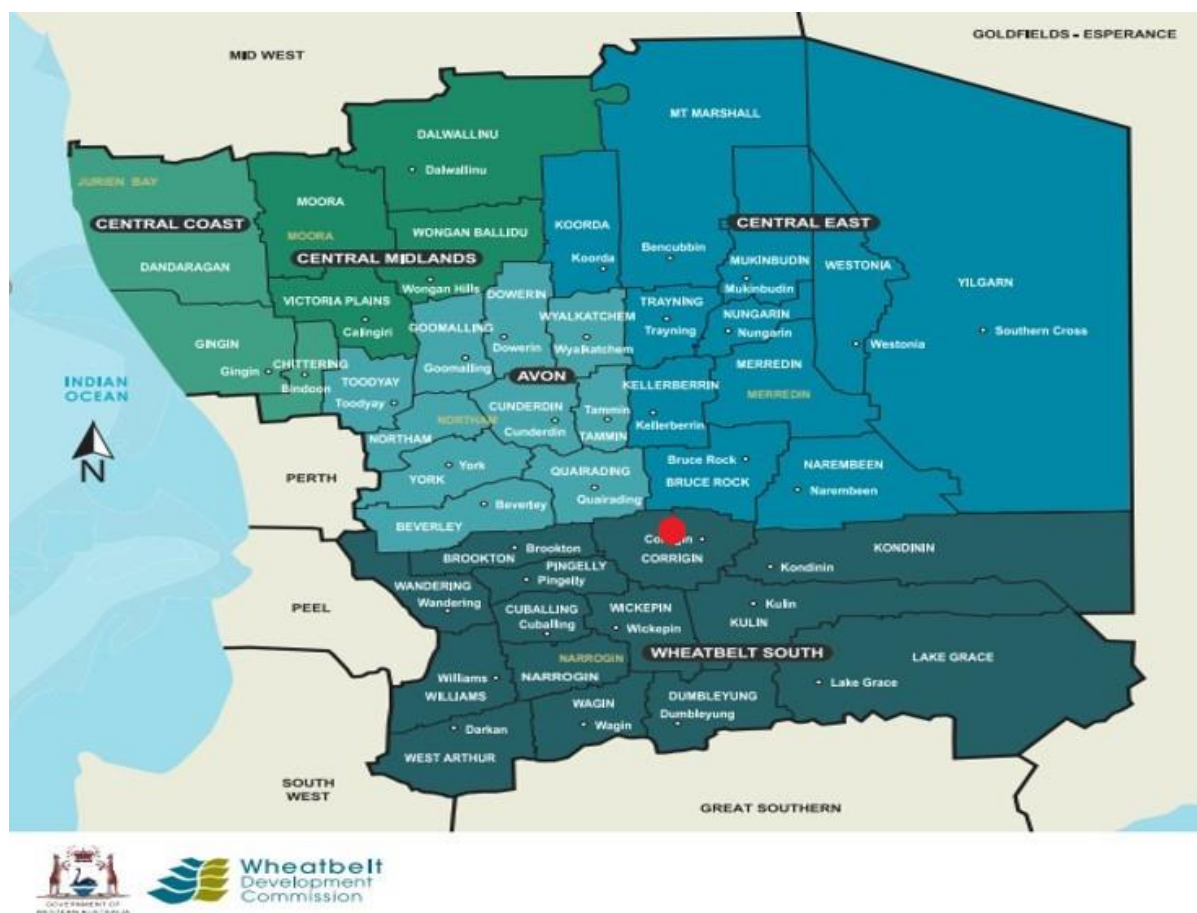 MID WEST
GOLDFIELDS - ESPERANCE
MT MARSHALL
DALWALLINU
Dalwallinu
JURIEN BAY
MOORA
CENTRAL COAST
MOORA
CENTRAL MIDLANDS
WONGAN BALLIDU
KOORDA
Koorda
CENTRAL EAST
Bencubbin
MUKINBUDIN
Mukinbudin
WESTONIA
YILGARN
DANDARAGAN
Wongan Hills
DOWERIN
VICTORIA PLAINS
Calingiri
GOOMALLING
Goomalling
Dowerin
WYALKATCHEM
Wyalkatchem
TRAYNING
Trayning
NUNGARIN
Nungarin
Southern Cross
Westonia
GINGIN
Gingin
CHITTERING
Bindoon
TOODYAY
Toodyay
AVON
MERREDIN
MERREDIN
KELLERBERRIN
Kellerberrin
INDIAN
OCEAN
N
NORTHAM
NORTHAM
CUNDERDIN
Cunderdin
Tammin
TAMMIN
PERTH
York
YORK
QUAIRADING
Quairading
Bruce Rock
BRUCE ROCK
NAREMBEEN
Narembeen
Beverley
BEVERLEY
Brookton
BROOKTON
CORRIGIN
KONDININ
Kondinin
PINGELLY
Pingelly
WANDERING
Wandering
PEEL
CUBALLING
Cuballing
WICKEPIN
Wickepin
Kulin
KULIN
NARROGIN
NARROGIN
WHEATBELT SOUTH
LAKE GRACE
Lake Grace
Williams
WILLIAMS
WAGIN
Wagin
DUMBLEYUNG
Dumbleyung
Darkan
WEST ARTHUR
SOUTH
WEST
GREAT SOUTHERN
GOVERNMENT OF
WESTERN AUSTRALIA
Wheatbelt
Development
Commission